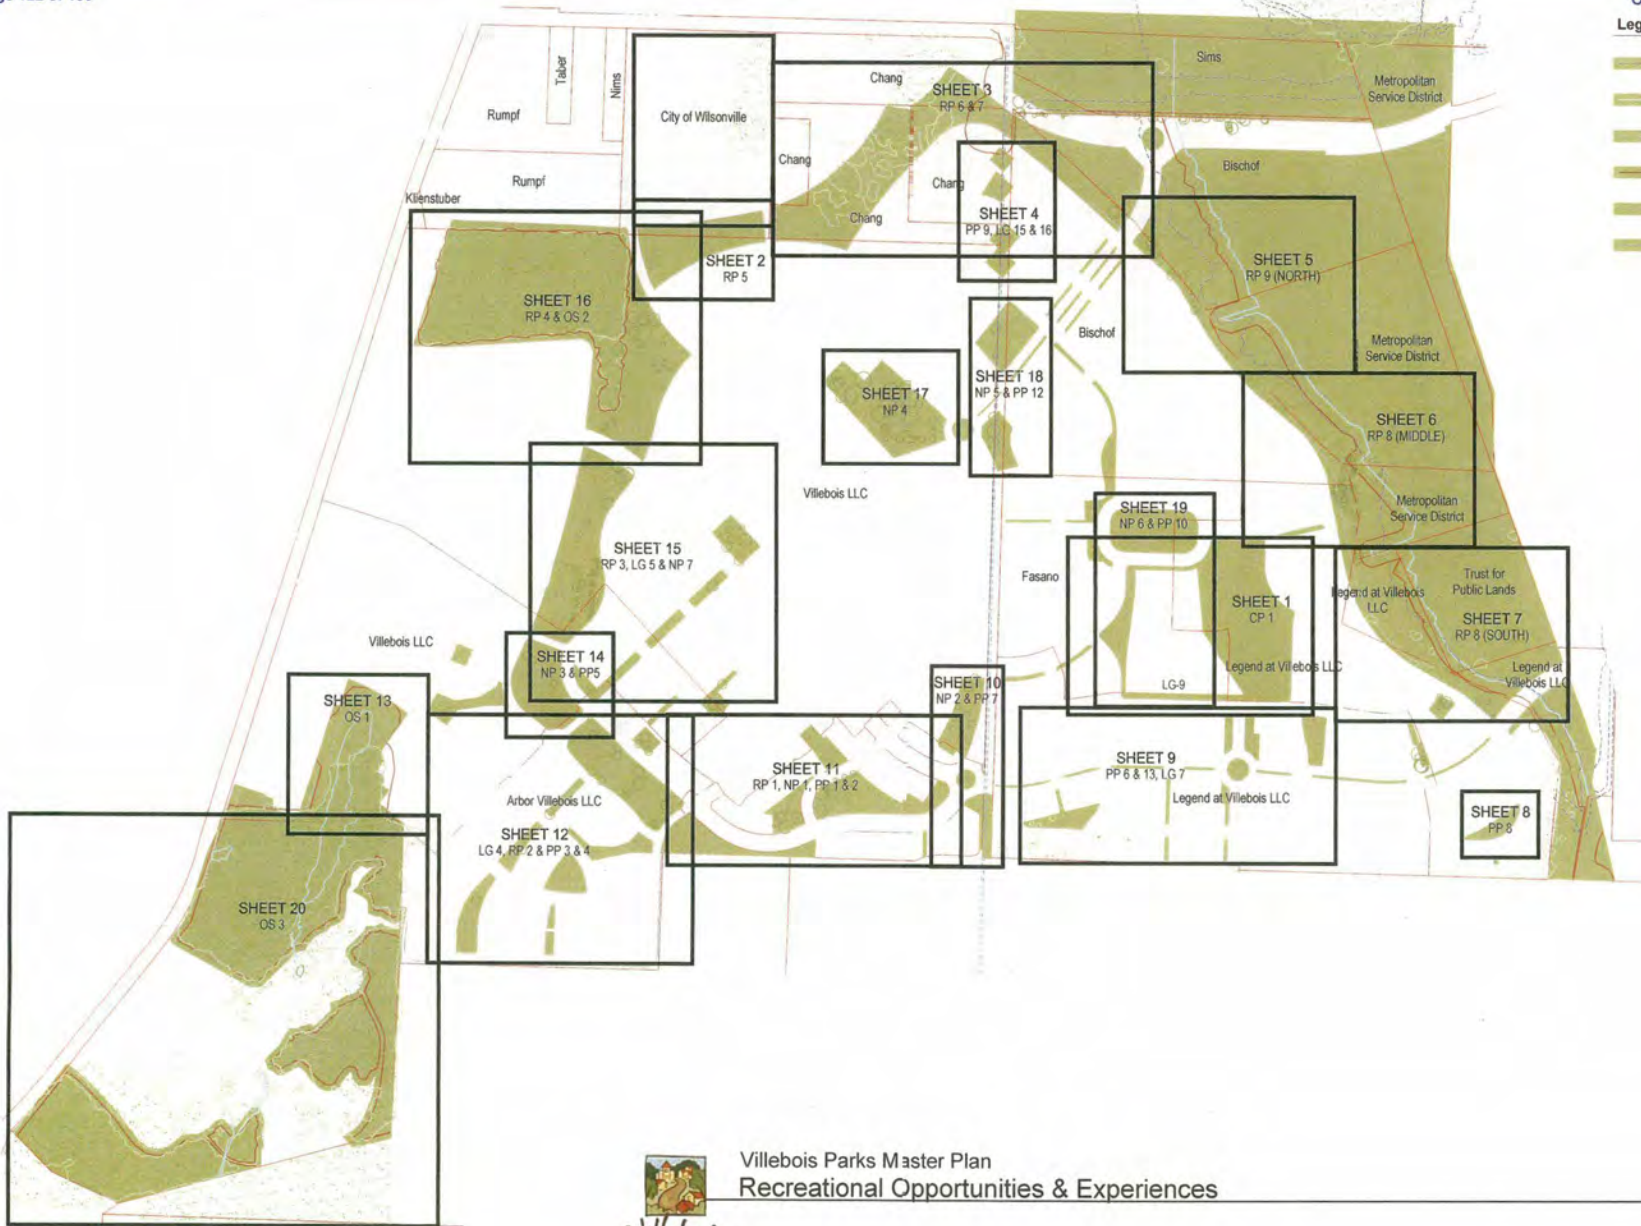 Leg
Taber
Nims
Rumpf
Rumpf
Klienstuber
City of Wilsonville
Chang
SHEET 3
RP 6 & 7
Sims
Metropolitan
Service District
Chang
Chang
Chang
Bischof
SHEET 4
PP 9, LG 15 & 16
SHEET 2
RP 5
SHEET 5
RP 9 (NORTH)
SHEET 16
RP 4 & OS 2
Bischof
Metropolitan
Service District
SHEET 17
NP 4
SHEET 18
NP 5 & PP 12
SHEET 6
RP 8 (MIDDLE)
Villebois LLC
Metropolitan
Service District
SHEET 19
NP 6 & PP 10
SHEET 15
RP 3, LG 5 & NP 7
Fasano
SHEET 1
CP 1
Legend at Villebois
LLC
Trust for
Public Lands
SHEET 7
RP 8 (SOUTH)
Villebois LLC
SHEET 14
NP 3 & PP5
Legend at Villebois LLC
Legend at
Villebois LLC
SHEET 10
NP 2 & PP 7
LG-9
SHEET 13
OS 1
SHEET 11
RP 1, NP 1, PP 1 & 2
SHEET 9
PP 6 & 13, LG 7
Legend at Villebois LLC
Arbor Villebois LLC
SHEET 12
LG 4, RP 2 & PP 3 & 4
SHEET 8
PP 8
SHEET 20
OS 3
Villebois Parks Master Plan
Recreational Opportunities & Experiences